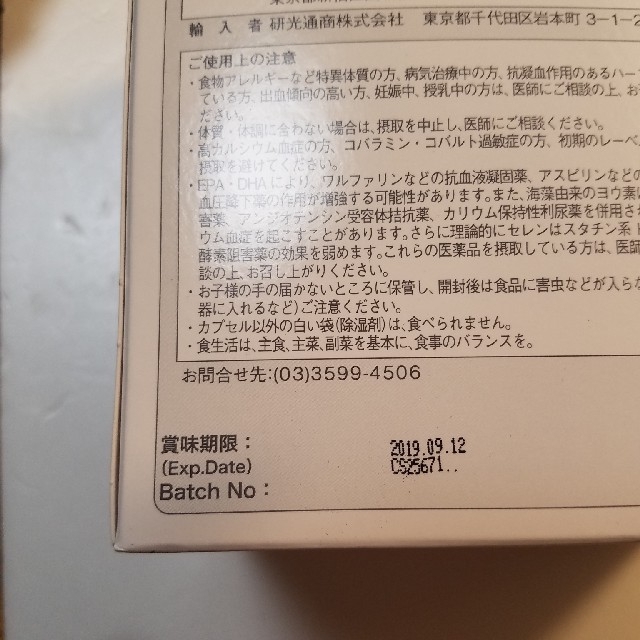 輸 入 者 研光通商株式会社 東京都千代田区岩本町 3-1-2
ご使用上の注意
・食物アレルギーなど特異体質の方、病気治療中の方、抗凝血作用のあるハー
ている方、出血傾向の高い方、妊娠中、授乳中の方は、医師にご相談の上、お
ださい。
・体質・体調に合わない場合は、摂取を中止し、医師にご相談ください。
・高カルシウム血症の方、コバラミン・コバルト過敏症の方、初期のレーベ
摂取を避けてください。
・EPA・DHAにより、ワルファリンなどの抗血液凝固薬、アスピリンなどの
血圧降下薬の作用が増強する可能性があります。また、海藻由来のヨウ素は
害薬、アンジオテンシン受容体拮抗薬、カリウム保持性利尿薬を併用さ
ウム血症を起こすことがあります。さらに理論的にセレンはスタチン系
酵素阻害薬の効果を弱めます。これらの医薬品を摂取している方は、医師
談の上、お召し上がりください。
・お子様の手の届かないところに保管し、開封後は食品に害虫などが入らな
器に入れるなど)ご注意ください。
・カプセル以外の白い袋(除湿剤)は、食べられません。
・食生活は、主食、主菜、副菜を基本に、食事のバランスを。
お問合せ先:(03)3599-4506
賞味期限: 2019.09.12
(Exp.Date) CS25671..
Batch No: